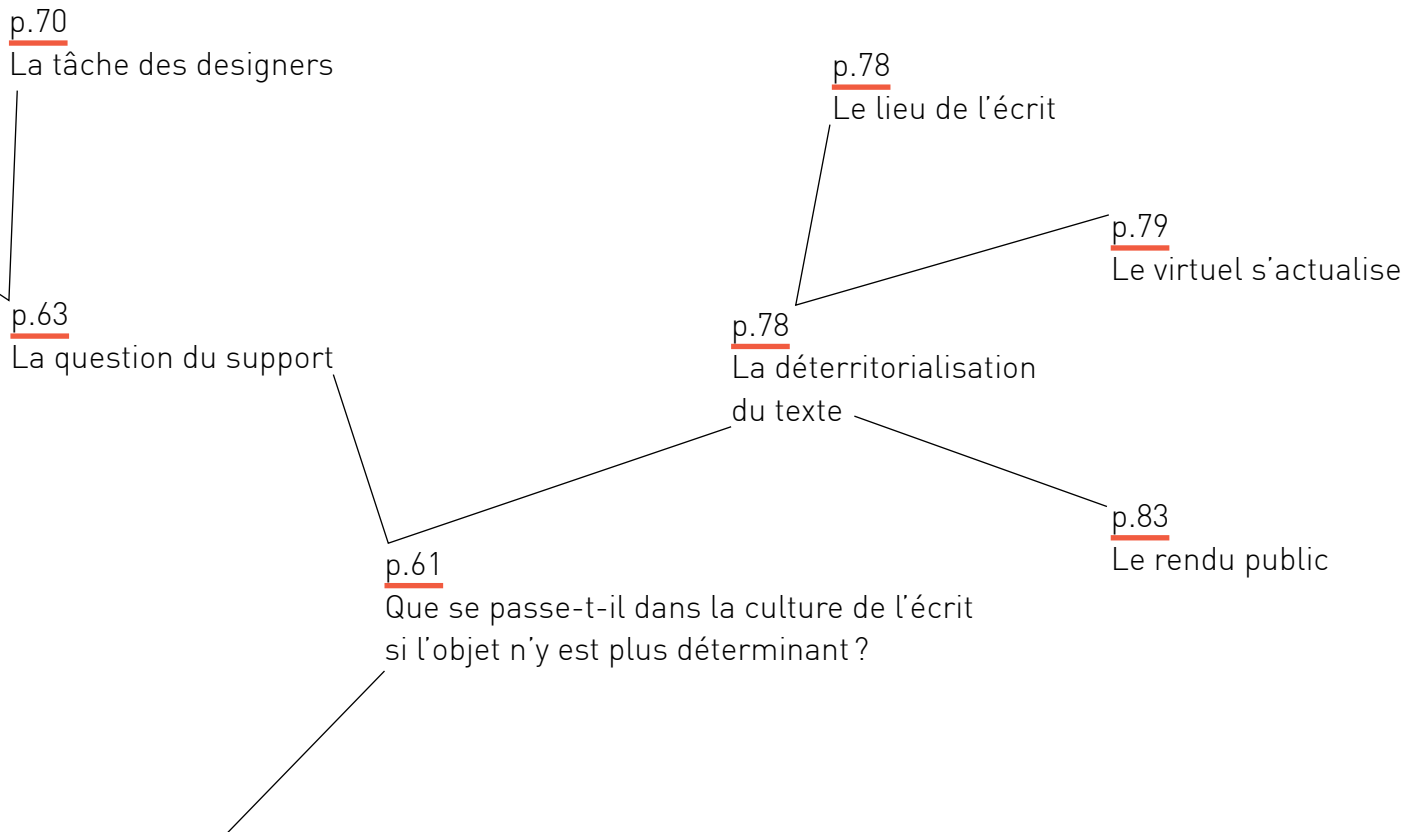 p.70
La tâche des designers
p.78
Le lieu de l’écrit
p.79
Le virtuel s’actualise
p.63
La question du support
p.78
La déterritorialisation
du texte
p.83
Le rendu public
p.61
Que se passe-t-il dans la culture de l’écrit
si l’objet n’y est plus déterminant ?